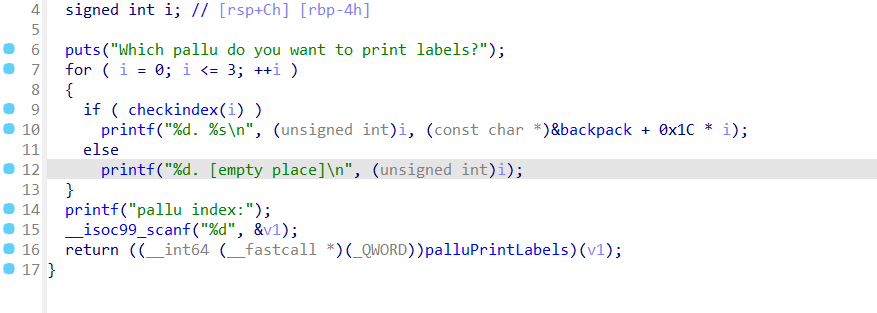 4 signed int i; // [rsp+Ch] [rbp-4h]
5
6 puts("Which pallu do you want to print labels?");
7 for ( i = 0; i <= 3; ++i )
8 {
9 if ( checkindex(i) )
10 printf("%d. %s\n", (unsigned int)i, (const char *)&backpack + 0x1C * i);
11 else
12 printf("%d. [empty place]\n", (unsigned int)i);
13 }
14 printf("pallu index:");
15 __isoc99_scanf("%d", &v1);
16 return ((__int64 (__fastcall *)(_QWORD))palluPrintLabels)(v1);
17 }